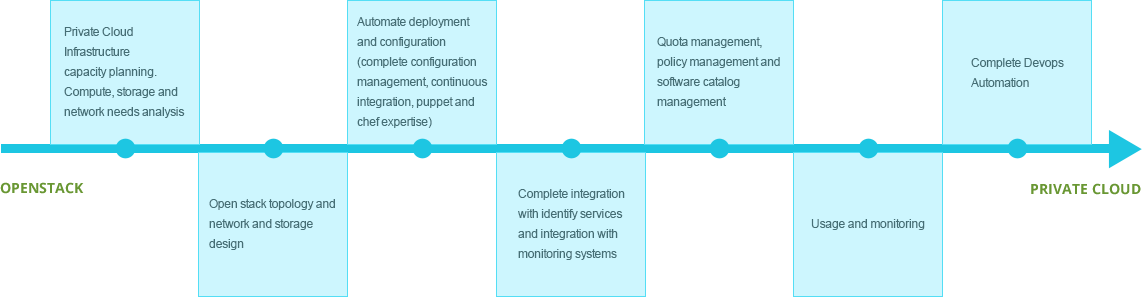 Private Cloud
Infrastructure
capacity planning.
Compute, storage and
network needs analysis
Automate deployment
and configuration
(complete configuration
management, continuous
integration, puppet and
chef expertise)
Quota management,
policy management and
software catalog
management
Complete Devops
Automation
OPENSTACK
PRIVATE CLOUD
Open stack topology and
network and storage
design
Complete integration
with identify services
and integration with
monitoring systems
Usage and monitoring